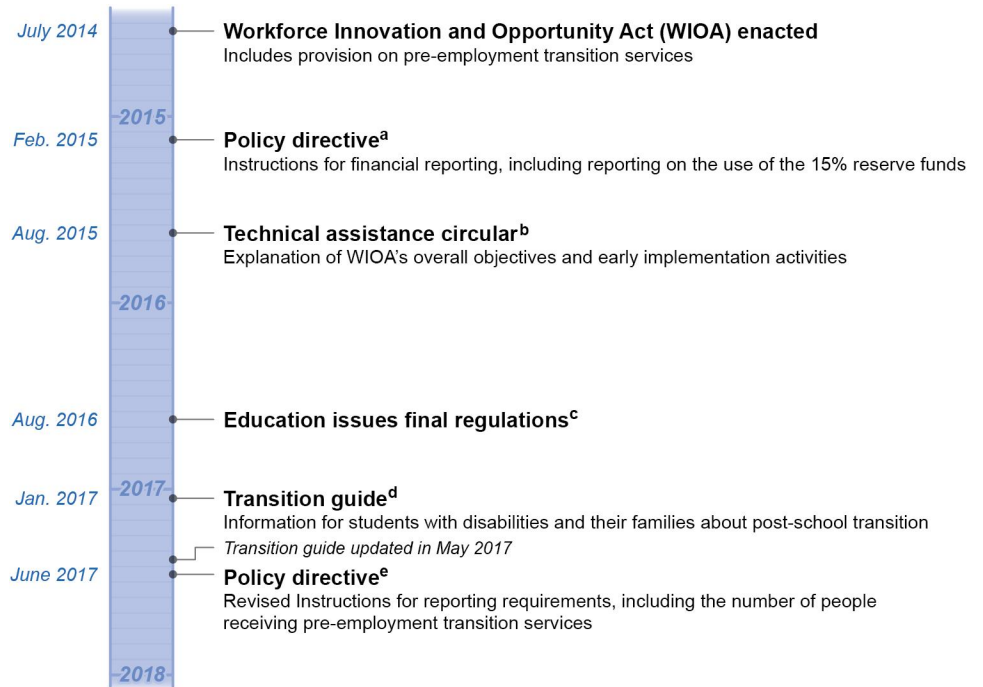 July 2014
Workforce Innovation and Opportunity Act (WIOA) enacted
Includes provision on pre-employment transition services
2015
Feb. 2015
Policy directiveᵃ
Instructions for financial reporting, including reporting on the use of the 15% reserve funds
Aug. 2015
Technical assistance circularᵇ
Explanation of WIOA's overall objectives and early implementation activities
2016
Aug. 2016
Education issues final regulationsᶜ
2017
Jan. 2017
Transition guideᵈ
Information for students with disabilities and their families about post-school transition
Transition guide updated in May 2017
June 2017
Policy directiveᵉ
Revised Instructions for reporting requirements, including the number of people
receiving pre-employment transition services
2018